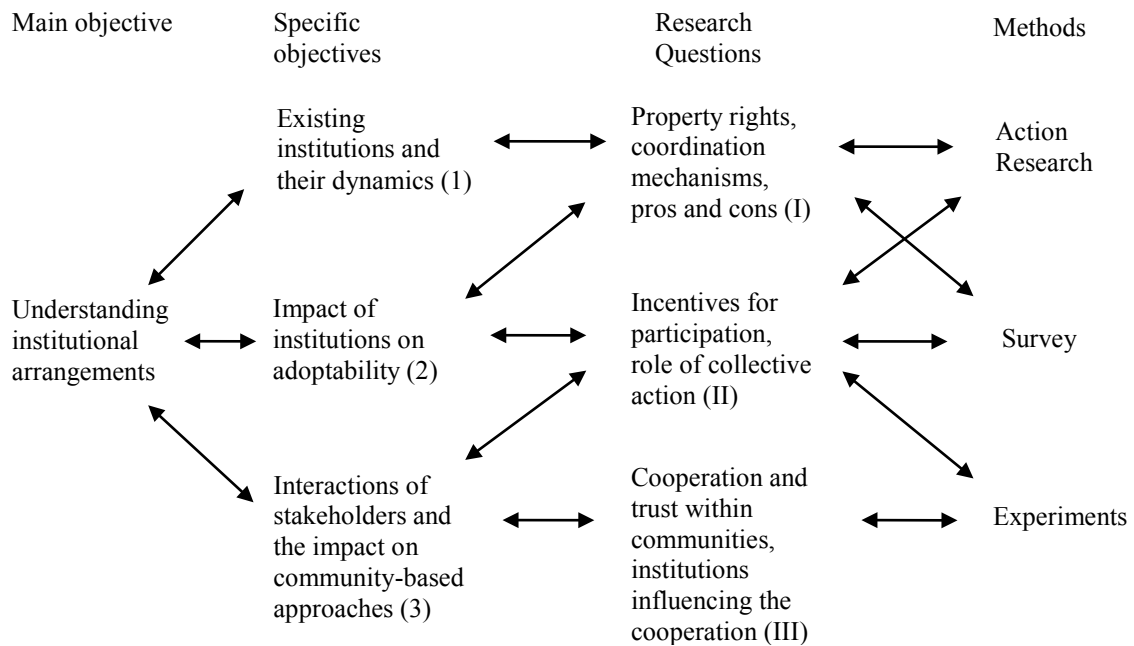 Main objective
Specific
objectives
Research
Questions
Methods
Existing
institutions and
their dynamics (1)
Property rights,
coordination
mechanisms,
pros and cons (I)
Action
Research
Understanding
institutional
arrangements
Impact of
institutions on
adoptability (2)
Incentives for
participation,
role of collective
action (II)
Survey
Interactions of
stakeholders and
the impact on
community-based
approaches (3)
Cooperation and
trust within
communities,
institutions
influencing the
cooperation (III)
Experiments